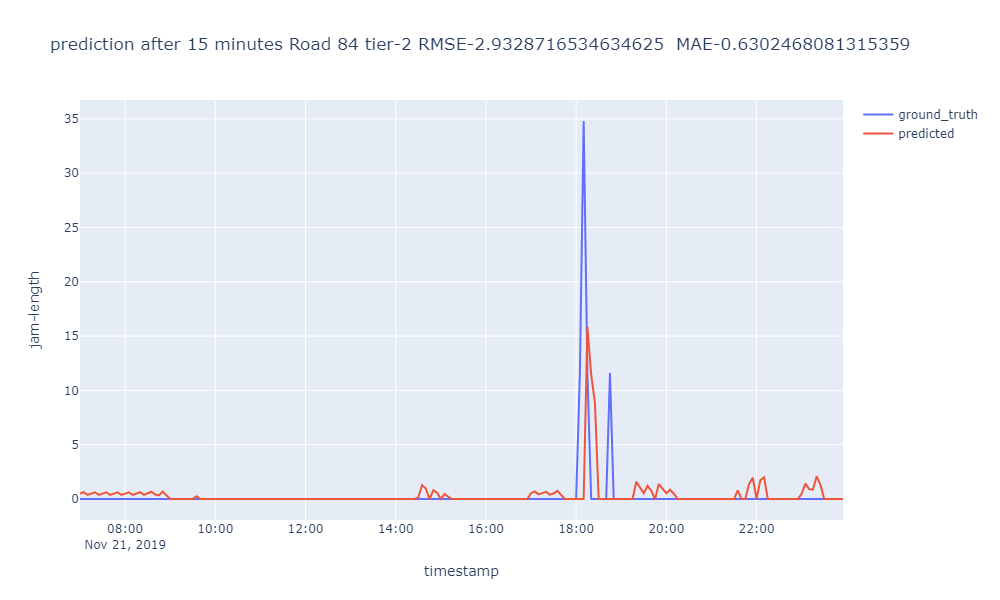 prediction after 15 minutes Road 84 tier-2 RMSE-2.9328716534634625  MAE-0.6302468081315359
ground_truth
predicted
35
30
25
20
15
10
5
0
jam-length
08:00 10:00 12:00 14:00 16:00 18:00 20:00 22:00
Nov 21, 2019
timestamp